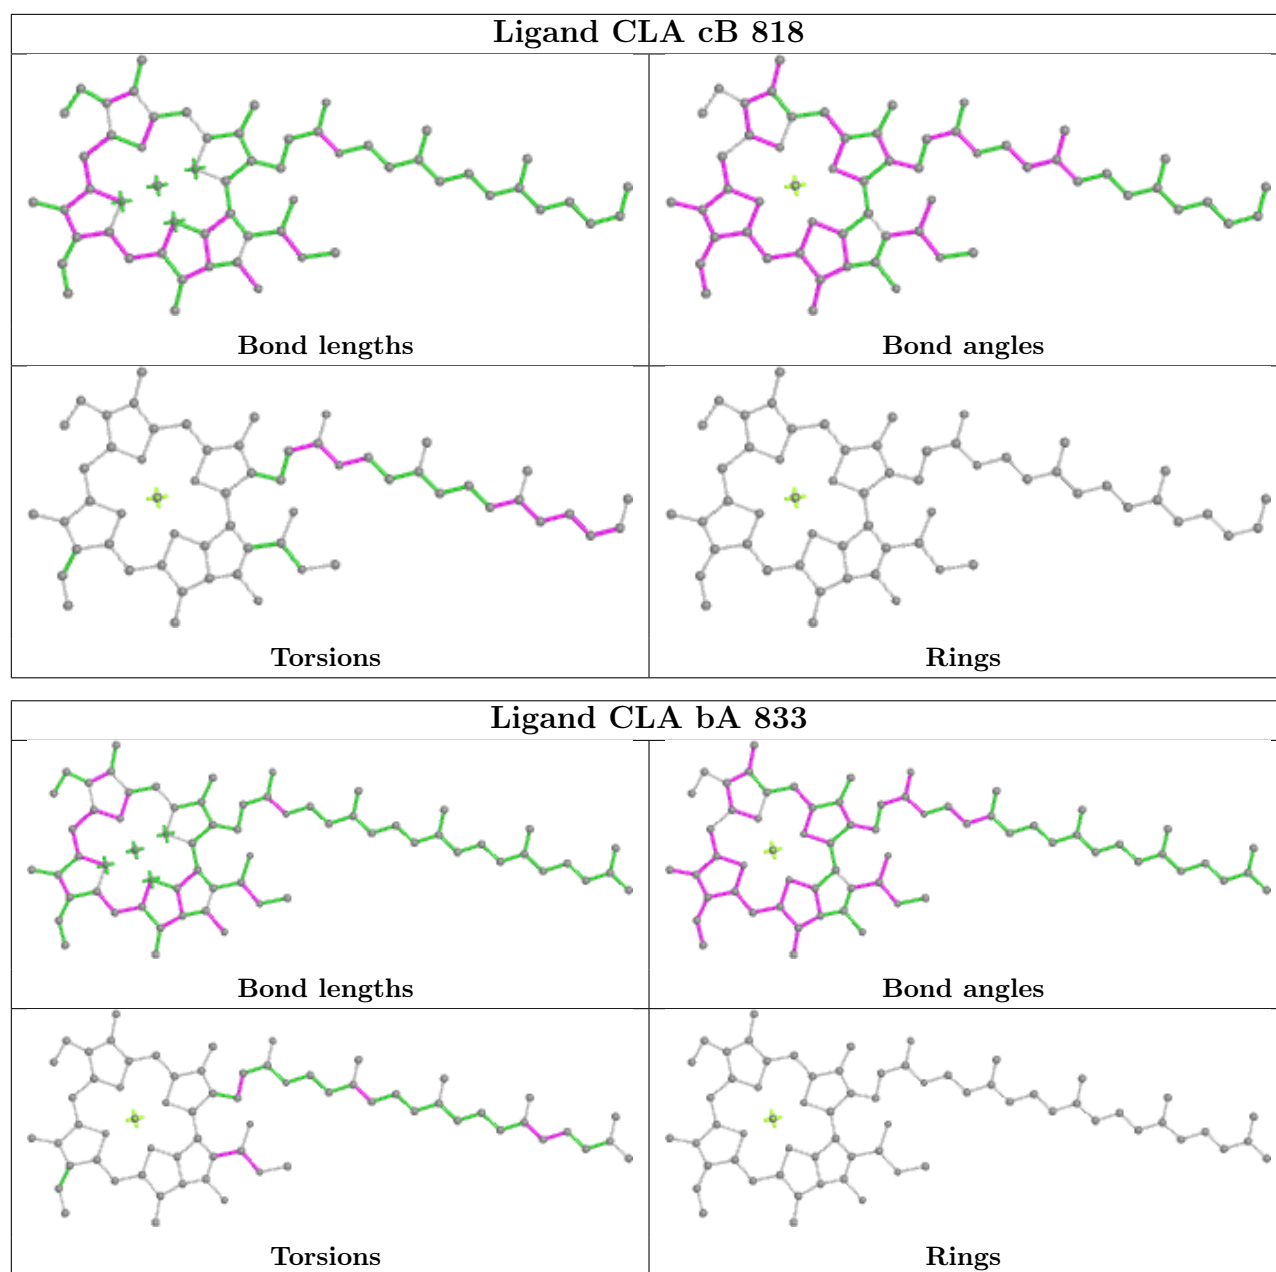 Ligand CLA cB 818
Bond lengths
Bond angles
Torsions
Rings
Ligand CLA bA 833
Bond lengths
Bond angles
Torsions
Rings